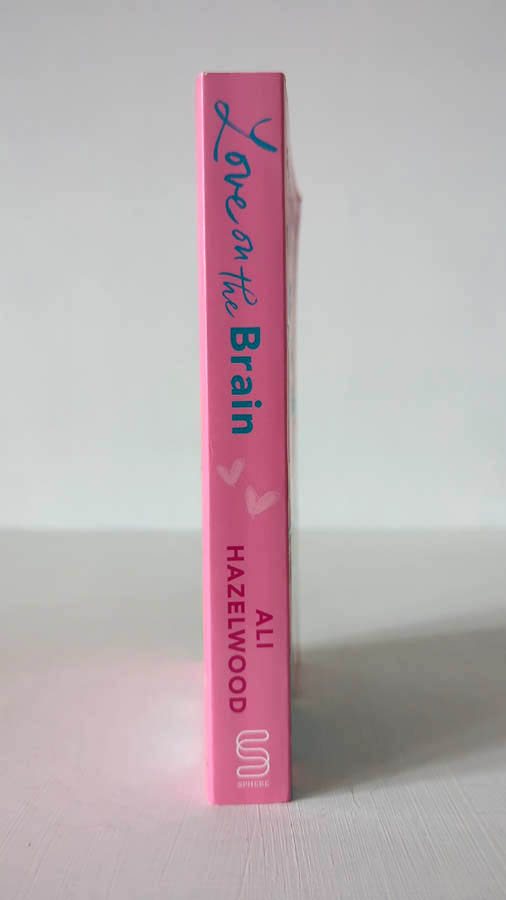 Love on the Brain
ALI
HAZELWOOD
SPHERE